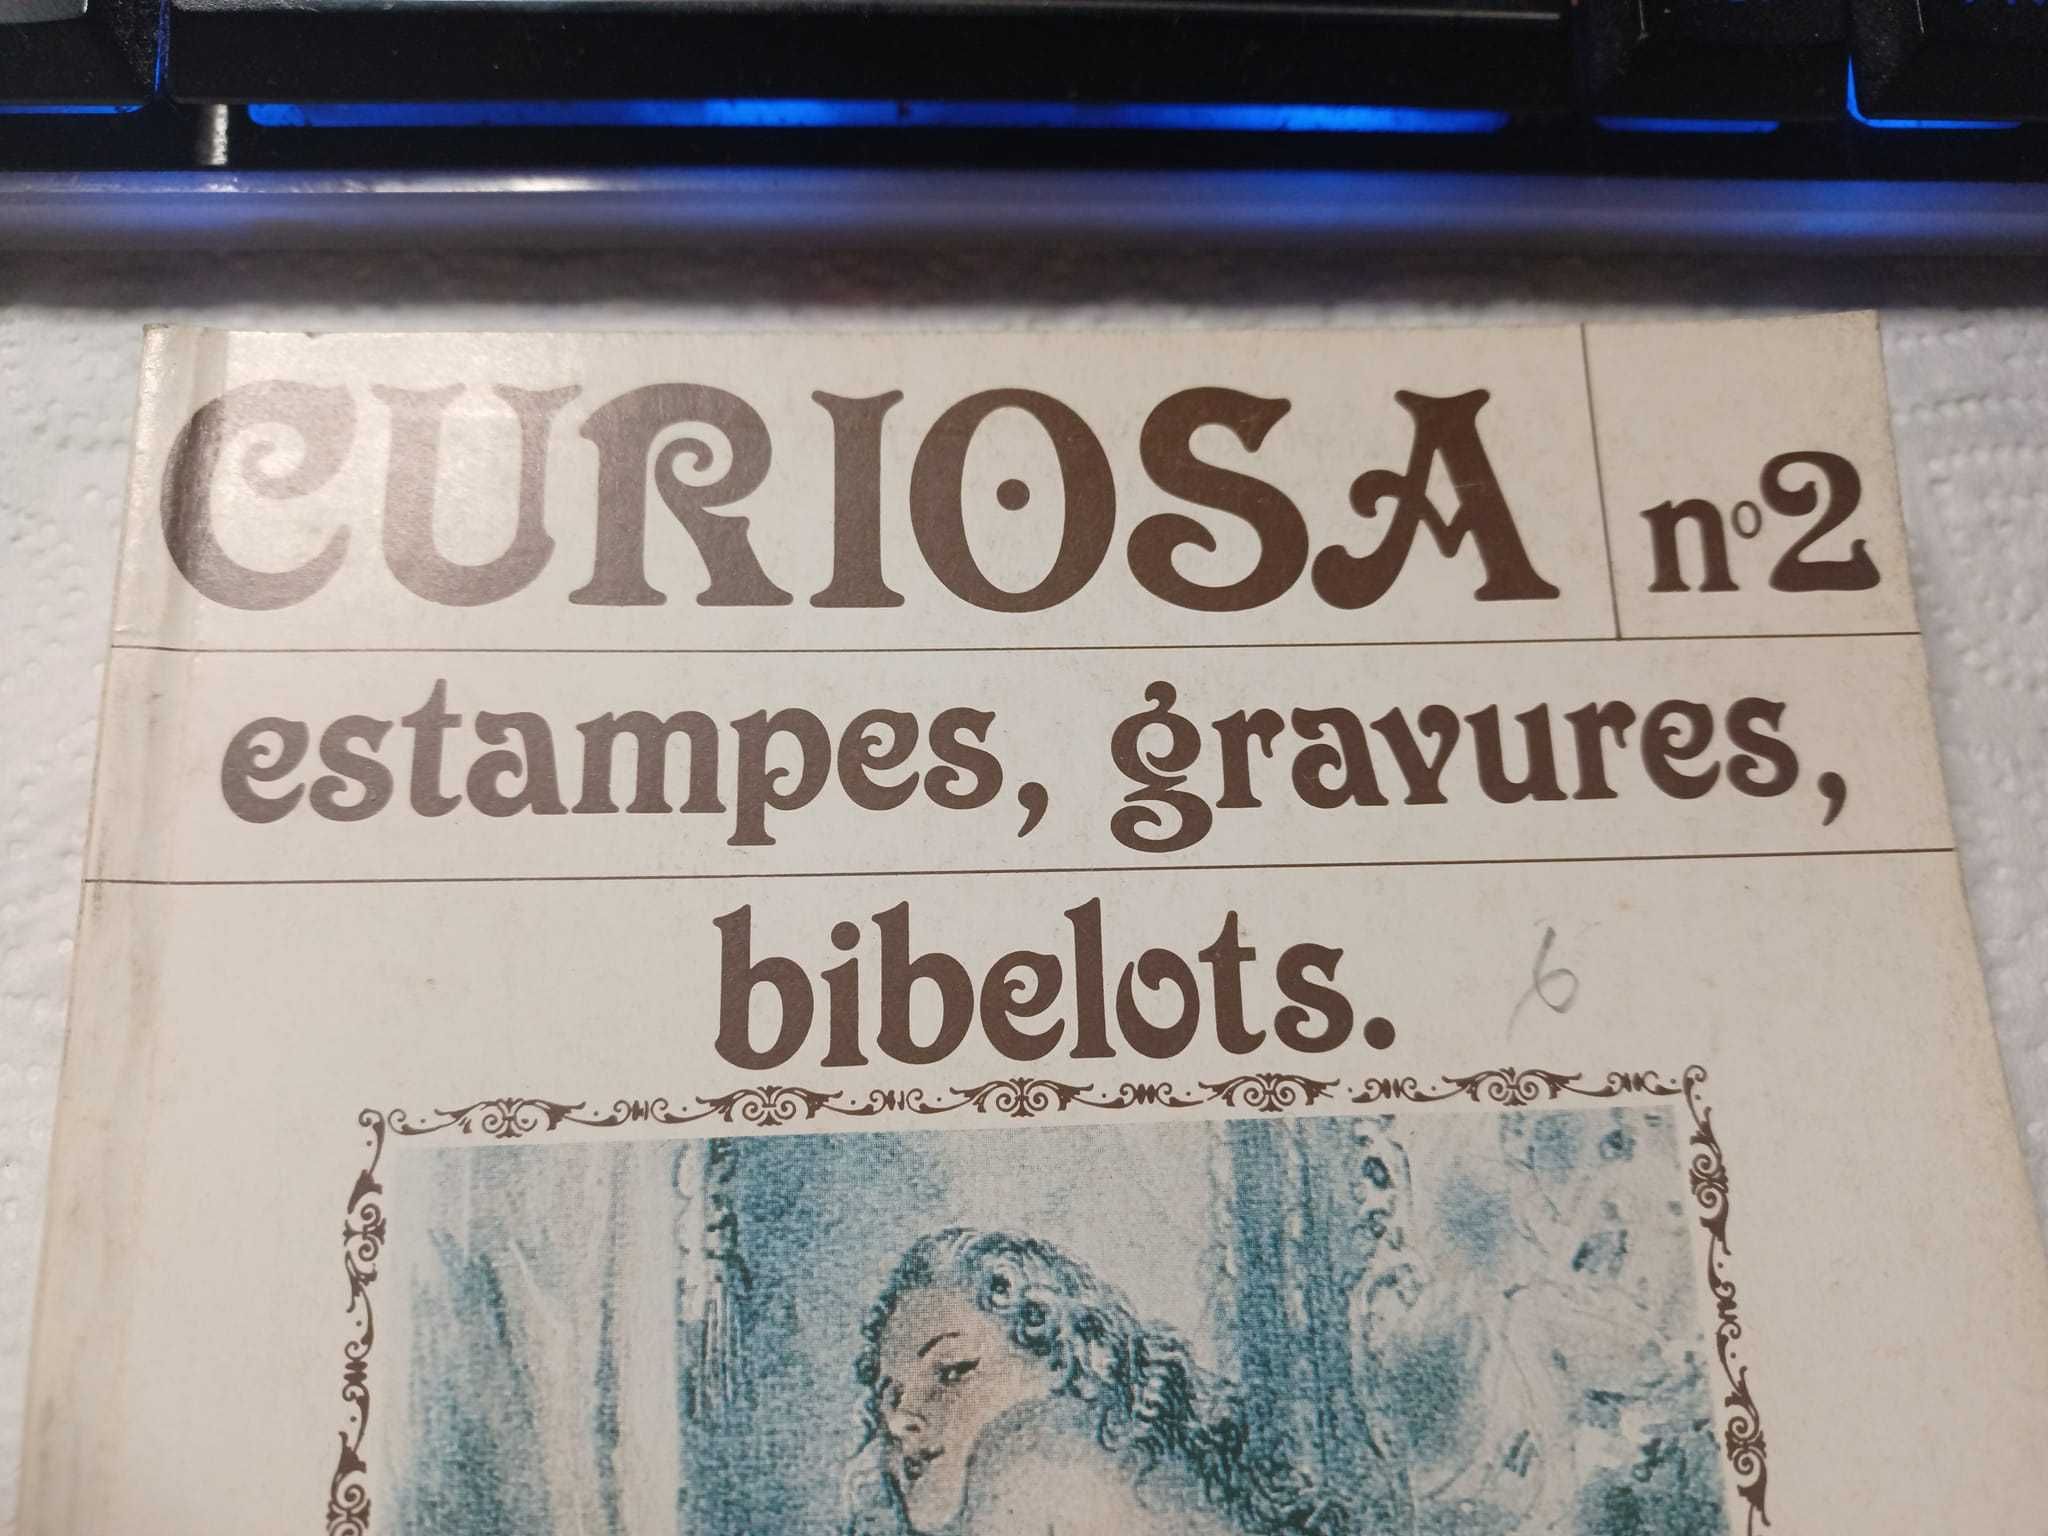 CURIOSA nº2
estampes, gravures,
bibelots.
6